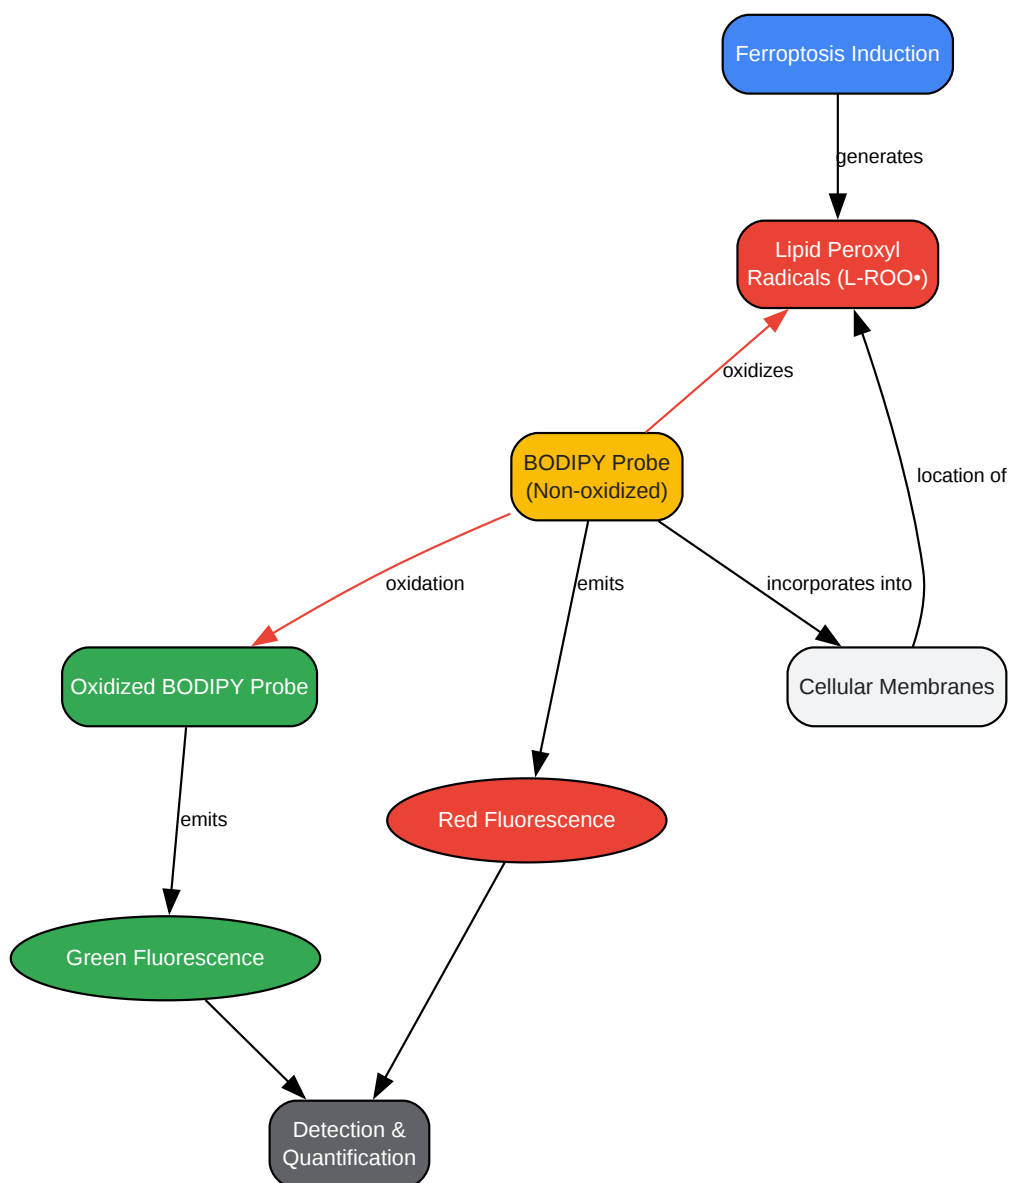 Ferroptosis Induction
generates
Lipid Peroxyl
Radicals (L-ROO•)
oxidizes
BODIPY Probe
(Non-oxidized)
location of
oxidation
emits
incorporates into
Oxidized BODIPY Probe
Cellular Membranes
emits
Red Fluorescence
Green Fluorescence
Detection &
Quantification